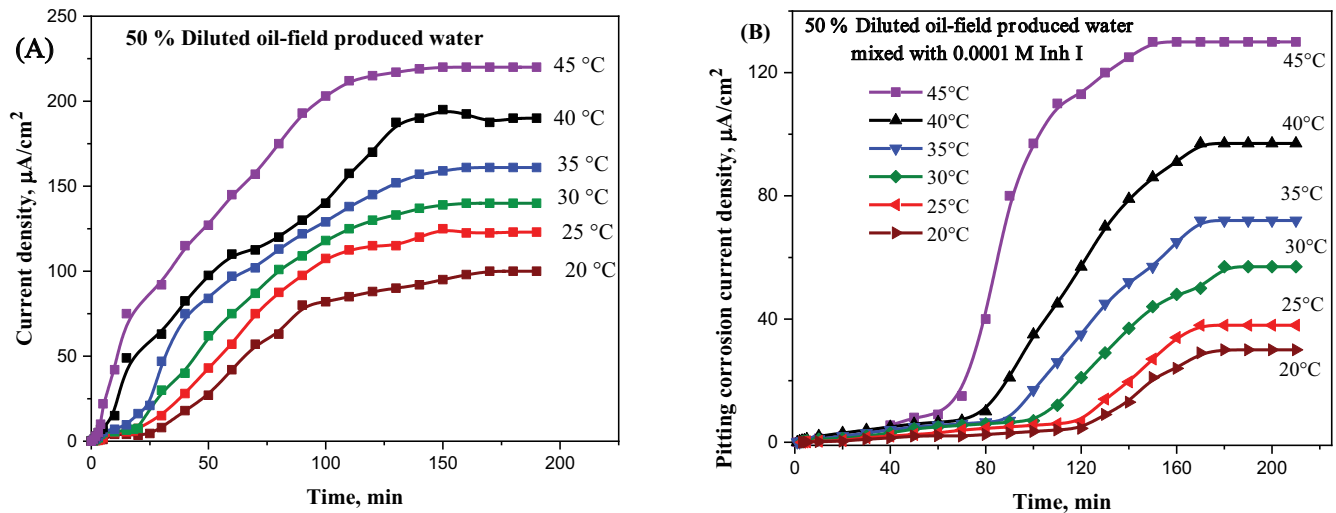 (A)
50 % Diluted oil-field produced water
45 °C
40 °C
35 °C
30 °C
25 °C
20 °C
250
200
150
100
50
0
0
50
100
150
200
Current density, µA/cm²
Time, min
(B)
50 % Diluted oil-field produced water
mixed with 0.0001 M Inh I
45°C
40°C
35°C
30°C
25°C
20°C
45°C
40°C
35°C
30°C
25°C
20°C
120
80
40
0
0
40
80
120
160
200
Pitting corrosion current density, µA/cm²
Time, min